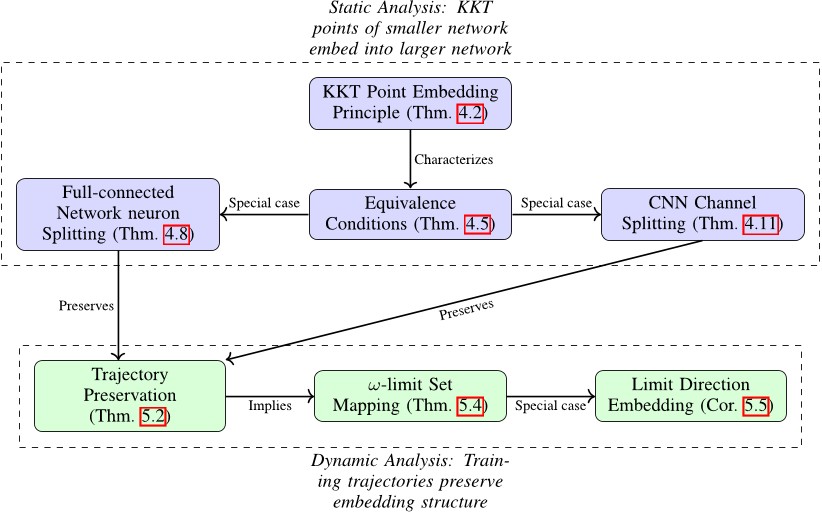 Static Analysis: KKT
points of smaller network
embed into larger network
KKT Point Embedding
Principle (Thm. 4.2)
Characterizes
Full-connected
Network neuron
Splitting (Thm. 4.8)
Special case
Equivalence
Conditions (Thm. 4.5)
Special case
CNN Channel
Splitting (Thm. 4.11)
Preserves
Preserves
Trajectory
Preservation
(Thm. 5.2)
Implies
ω-limit Set
Mapping (Thm. 5.4)
Special case
Limit Direction
Embedding (Cor. 5.5)
Dynamic Analysis: Train-
ing trajectories preserve
embedding structure